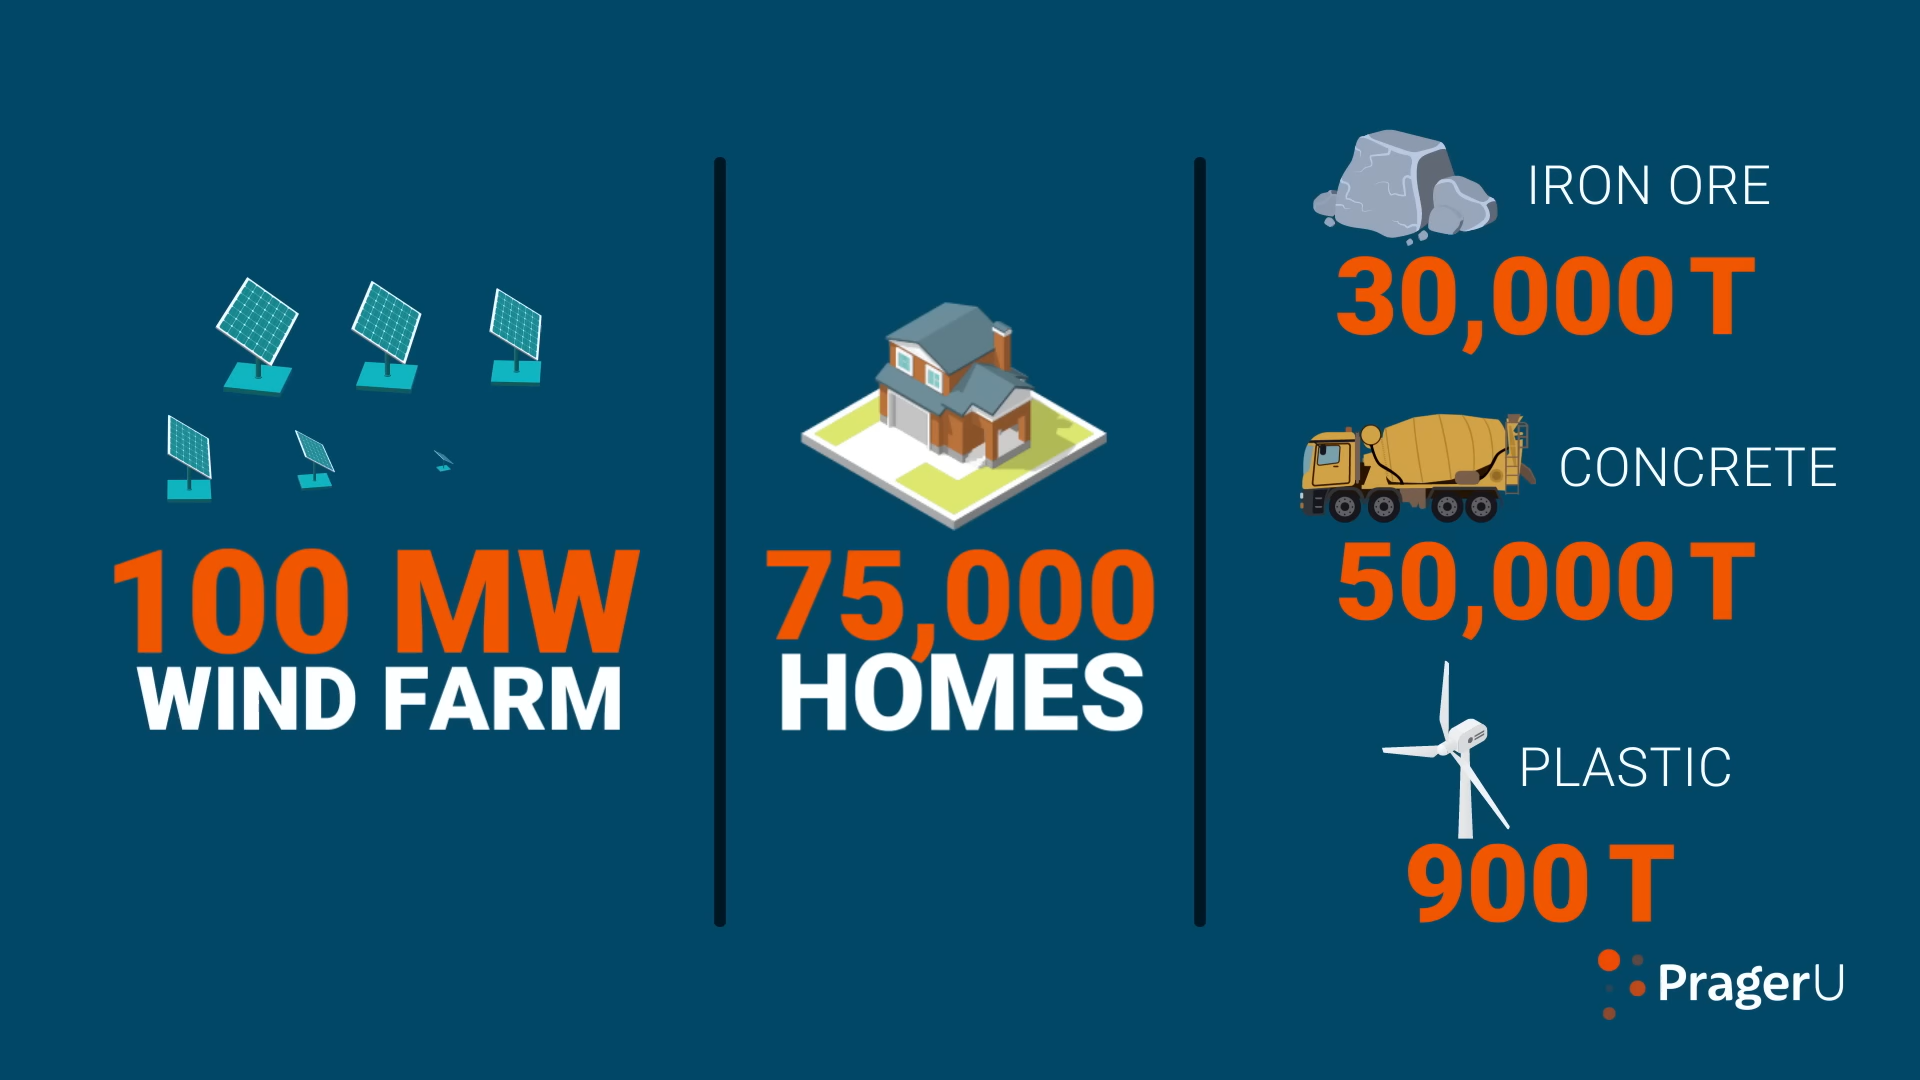 100 MW
WIND FARM
75,000
HOMES
IRON ORE
30,000 T
CONCRETE
50,000 T
PLASTIC
900 T
PragerU